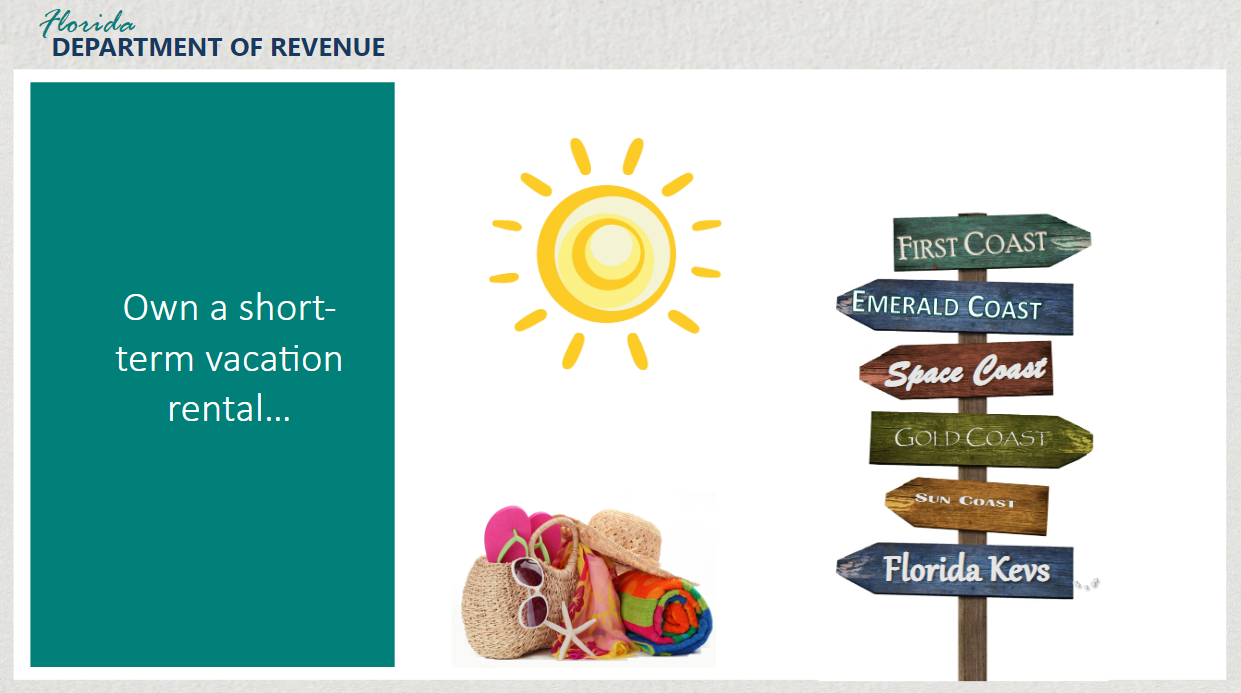 Florida
DEPARTMENT OF REVENUE
Own a short-
term vacation
rental...
FIRST COAST
EMERALD COAST
Space Coast
GOLD COAST
SUN COAST
Florida Keys